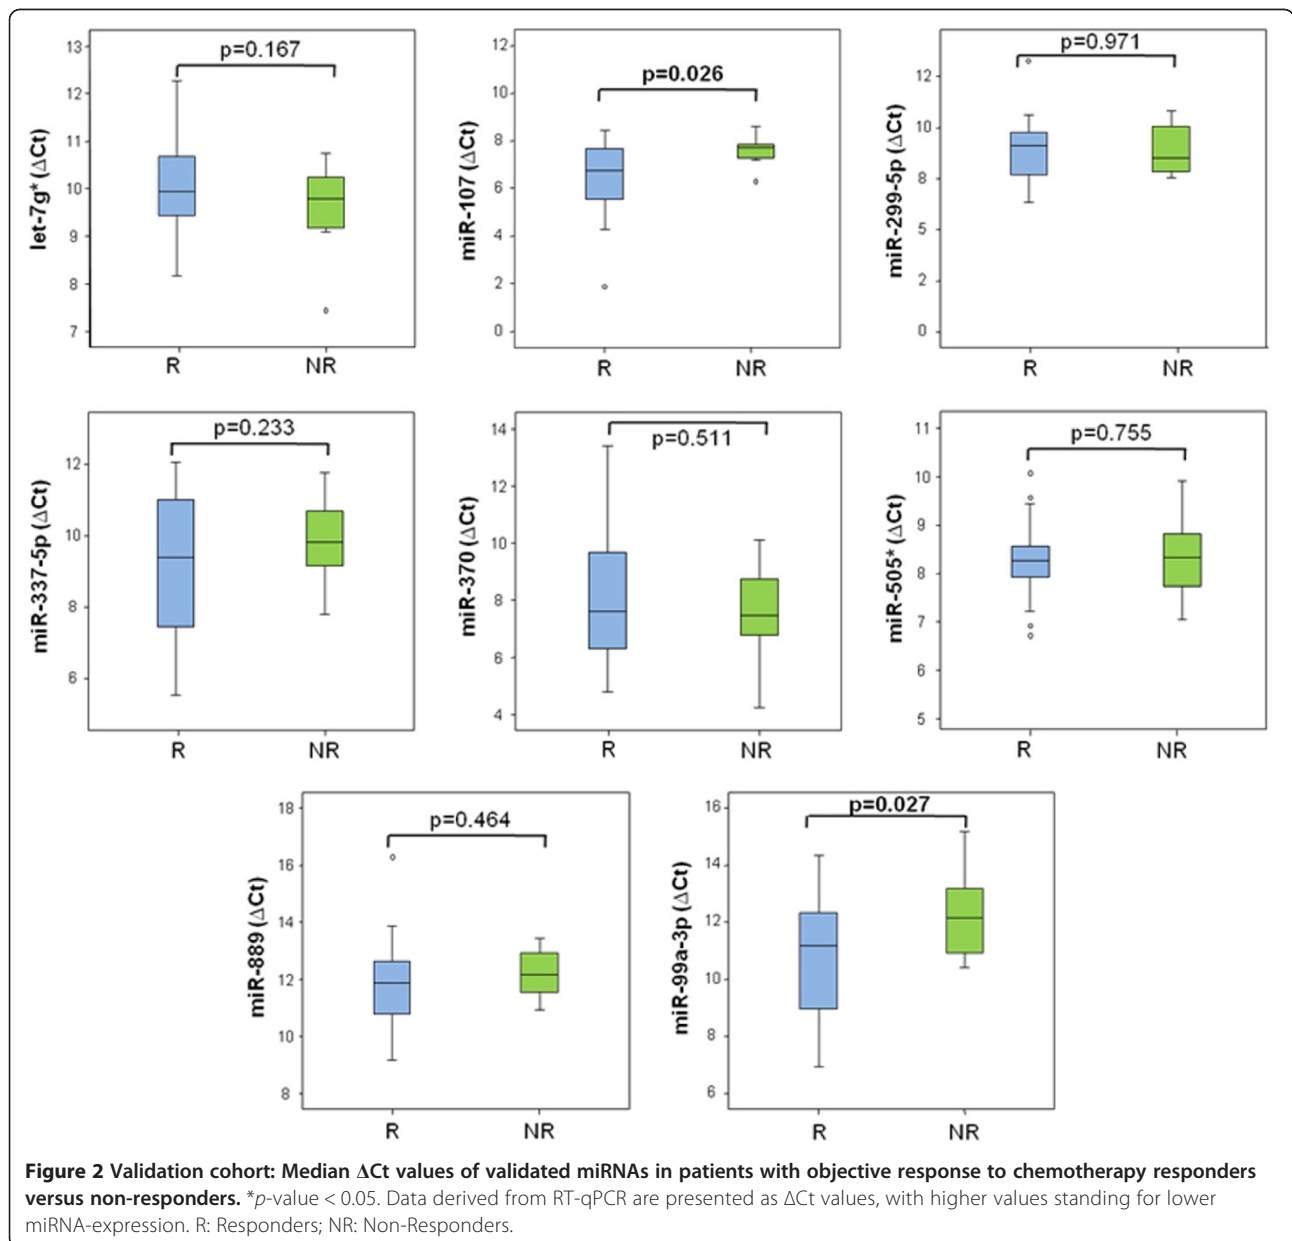 p=0.167
13
12
11
10
9
8
7
let-7g* (ΔCt)
R NR
p=0.026
12
10
8
6
4
2
0
miR-107 (ΔCt)
R NR
p=0.971
12
10
8
5
2
0
miR-299-5p (ΔCt)
R NR
p=0.233
12
10
8
6
miR-337-5p (ΔCt)
R NR
p=0.511
14
12
10
8
6
4
miR-370 (ΔCt)
R NR
p=0.755
11
10
9
8
7
6
5
miR-505* (ΔCt)
R NR
p=0.464
18
16
14
12
10
8
miR-889 (ΔCt)
R NR
p=0.027
16
14
12
10
8
6
miR-99a-3p (ΔCt)
R NR
Figure 2 Validation cohort: Median ΔCt values of validated miRNAs in patients with objective response to chemotherapy responders
versus non-responders. *p-value < 0.05. Data derived from RT-qPCR are presented as ΔCt values, with higher values standing for lower
miRNA-expression. R: Responders; NR: Non-Responders.